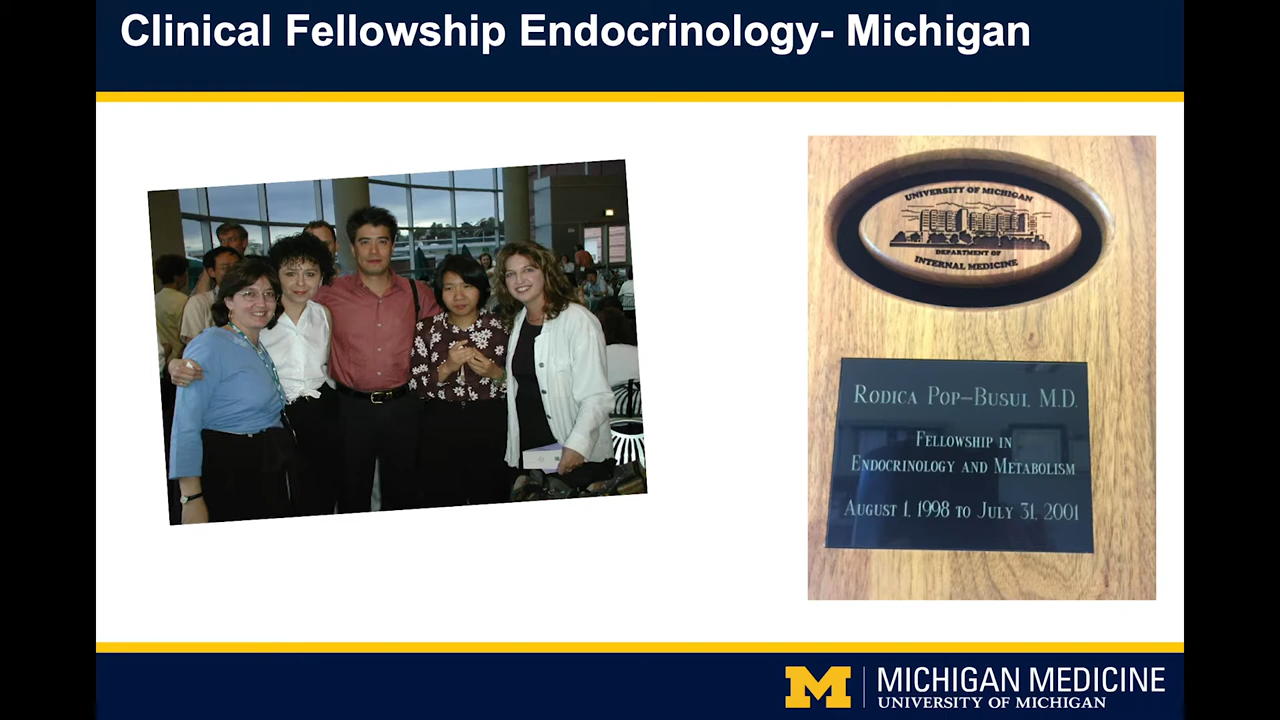 Clinical Fellowship Endocrinology- Michigan
UNIVERSITY OF MICHIGAN
DEPARTMENT OF
INTERNAL MEDICINE
RODICA POP-BUSUI, M.D.
FELLOWSHIP IN
ENDOCRINOLOGY AND METABOLISM
AUGUST 1, 1998 TO JULY 31, 2001
M
MICHIGAN MEDICINE
UNIVERSITY OF MICHIGAN